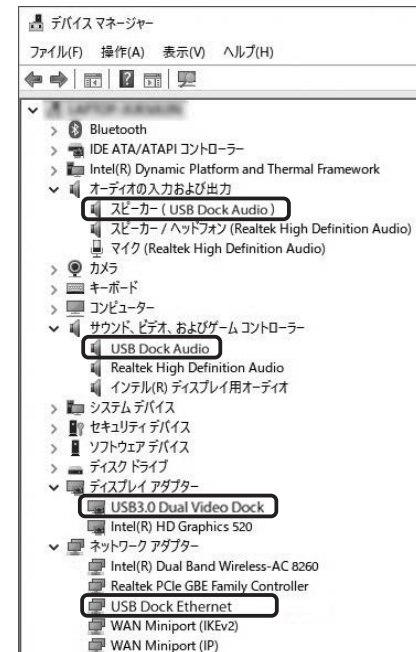 デバイス マネージャー
ファイル(F) 操作(A) 表示(V) ヘルプ(H)
Bluetooth
IDE ATA/ATAPI コントローラー
Intel(R) Dynamic Platform and Thermal Framework
オーディオの入力および出力
スピーカー ( USB Dock Audio )
スピーカー / ヘッドフォン (Realtek High Definition Audio)
マイク (Realtek High Definition Audio)
カメラ
キーボード
コンピューター
サウンド、ビデオ、およびゲーム コントローラー
USB Dock Audio
Realtek High Definition Audio
インテル(R) ディスプレイ用オーディオ
システム デバイス
セキュリティ デバイス
ソフトウェア デバイス
ディスク ドライブ
ディスプレイ アダプター
USB3.0 Dual Video Dock
Intel(R) HD Graphics 520
ネットワーク アダプター
Intel(R) Dual Band Wireless-AC 8260
Realtek PCIe GBE Family Controller
USB Dock Ethernet
WAN Miniport (IKEv2)
WAN Miniport (IP)